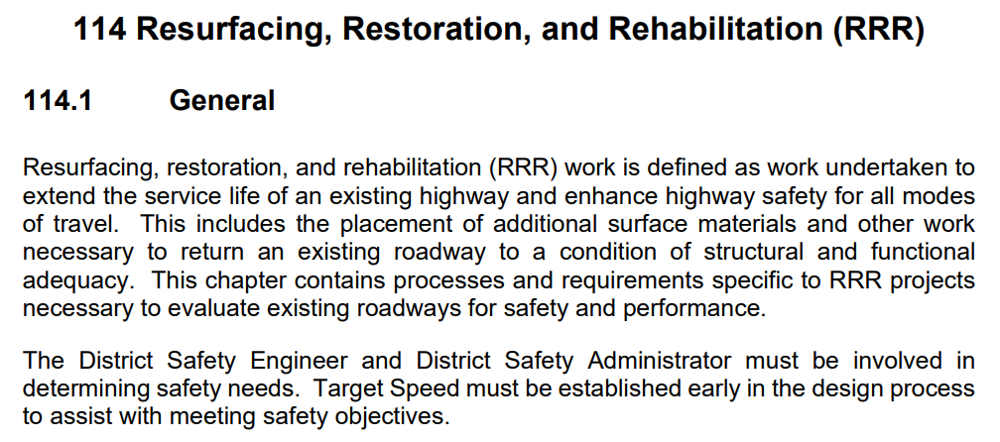 114 Resurfacing, Restoration, and Rehabilitation (RRR)
114.1 General
Resurfacing, restoration, and rehabilitation (RRR) work is defined as work undertaken to
extend the service life of an existing highway and enhance highway safety for all modes
of travel.  This includes the placement of additional surface materials and other work
necessary to return an existing roadway to a condition of structural and functional
adequacy.  This chapter contains processes and requirements specific to RRR projects
necessary to evaluate existing roadways for safety and performance.
The District Safety Engineer and District Safety Administrator must be involved in
determining safety needs.  Target Speed must be established early in the design process
to assist with meeting safety objectives.